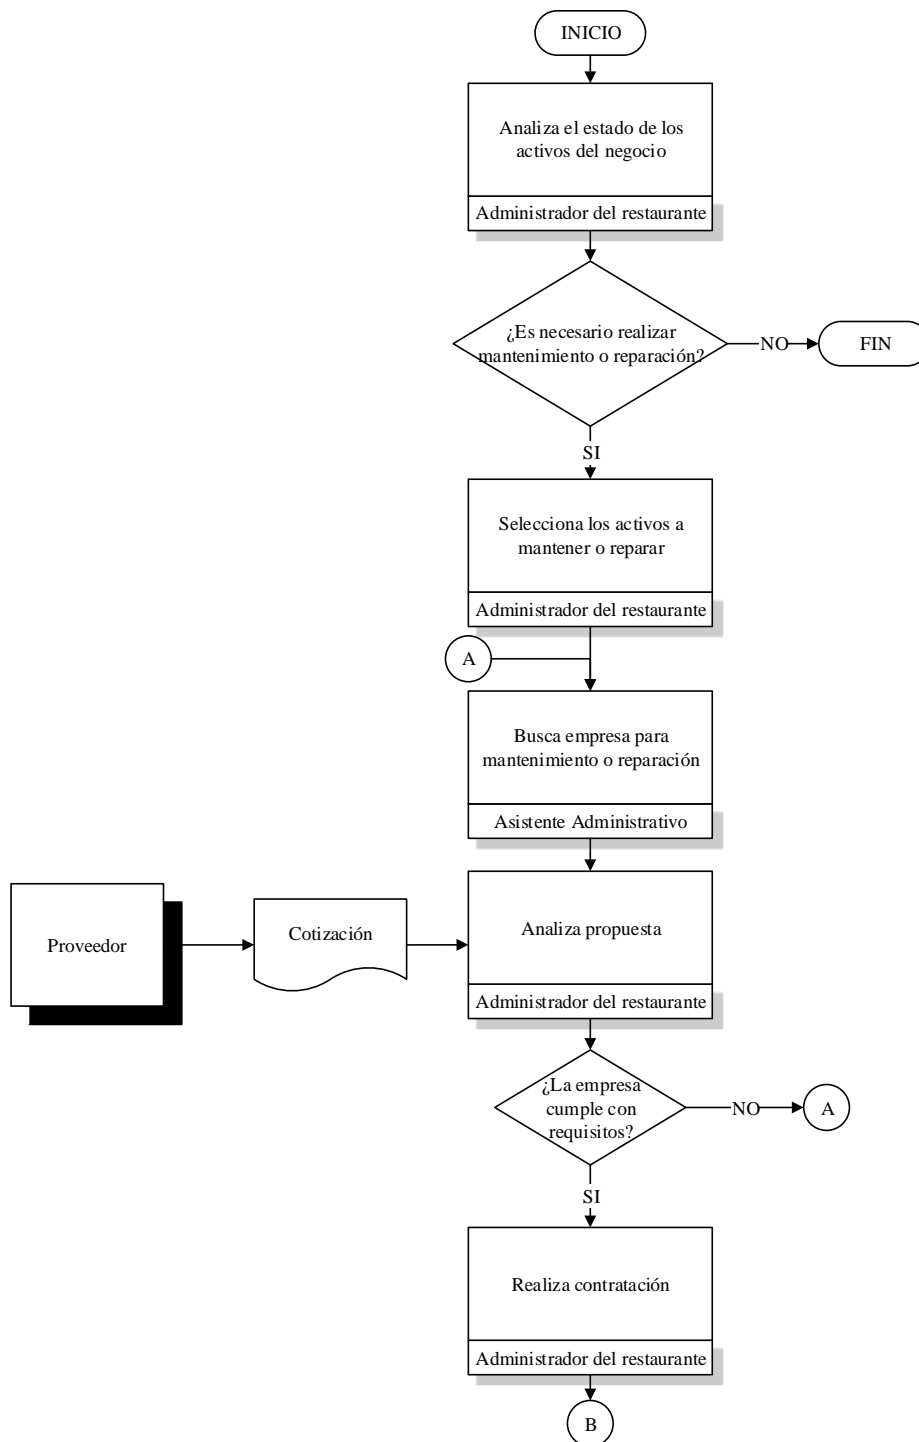 INICIO
Analiza el estado de los
activos del negocio
Administrador del restaurante
¿Es necesario realizar
mantenimiento o reparación?
NO
FIN
SI
Selecciona los activos a
mantener o reparar
Administrador del restaurante
A
Busca empresa para
mantenimiento o reparación
Asistente Administrativo
Proveedor
Cotización
Analiza propuesta
Administrador del restaurante
¿La empresa
cumple con
requisitos?
NO
A
SI
Realiza contratación
Administrador del restaurante
B